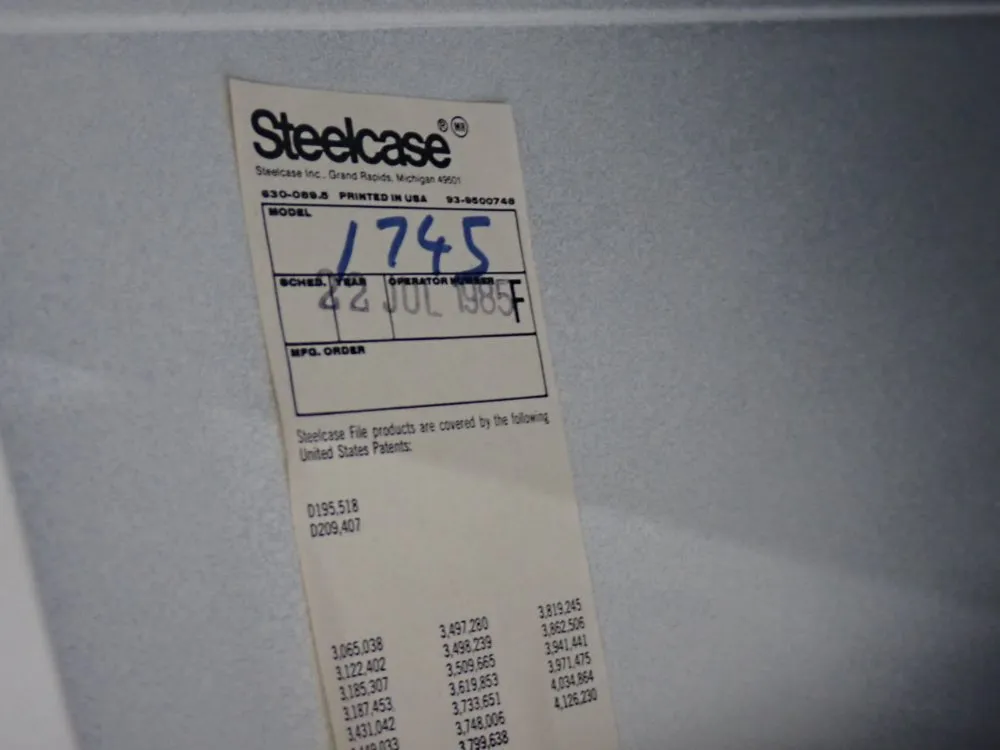 Steelcase ® MR
Steelcase Inc., Grand Rapids, Michigan 49501
630-089.5 PRINTED IN USA 93-9500748
MODEL
1745
SCHED. YEAR OPERATOR NUMBER
22 JUL 1985 F
MFG. ORDER
Steelcase File products are covered by the following
United States Patents:
D195,518
D209,407
3,065,038
3,122,402
3,185,307
3,187,453
3,431,042
3,497,280
3,498,239
3,509,665
3,619,853
3,733,651
3,748,006
3,799,638
3,819,245
3,862,506
3,941,441
3,971,475
4,034,864
4,126,230